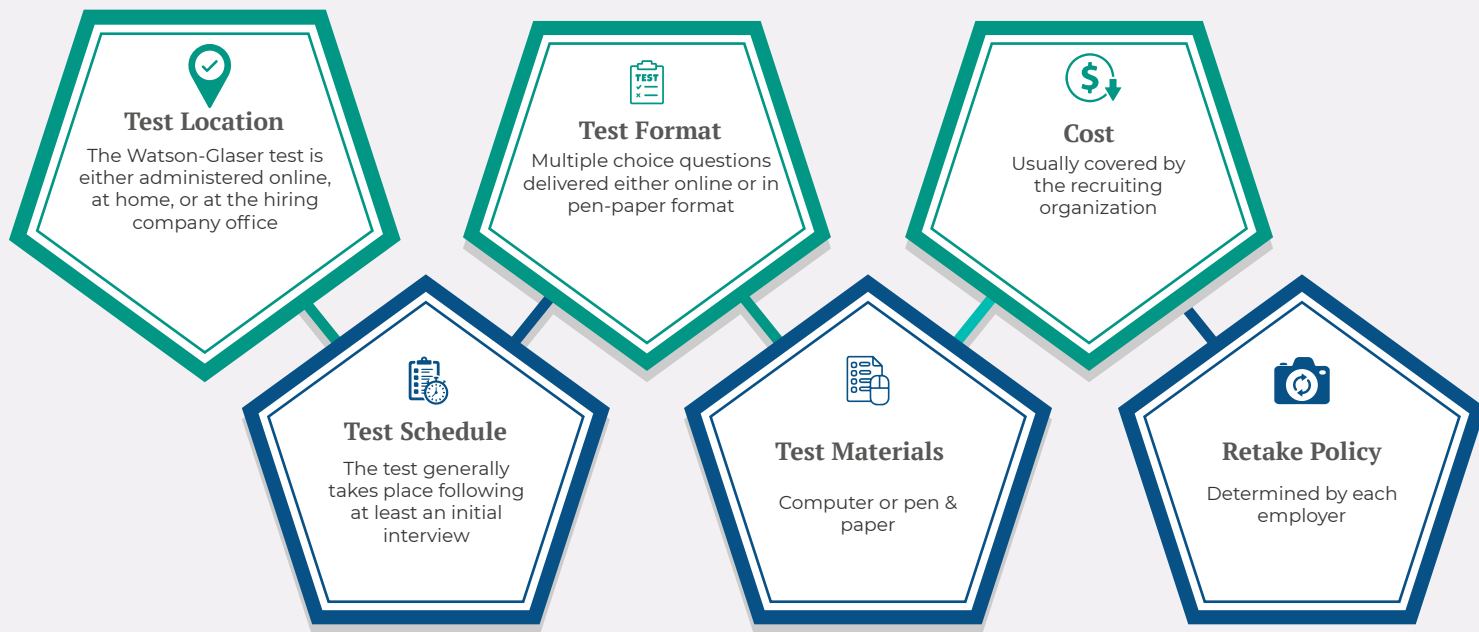 Test Location
The Watson-Glaser test is
either administered online,
at home, or at the hiring
company office
Test Schedule
The test generally
takes place following
at least an initial
interview
TEST
Test Format
Multiple choice questions
delivered either online or in
pen-paper format
Test Materials
Computer or pen &
paper
$
Cost
Usually covered by
the recruiting
organization
Retake Policy
Determined by each
employer